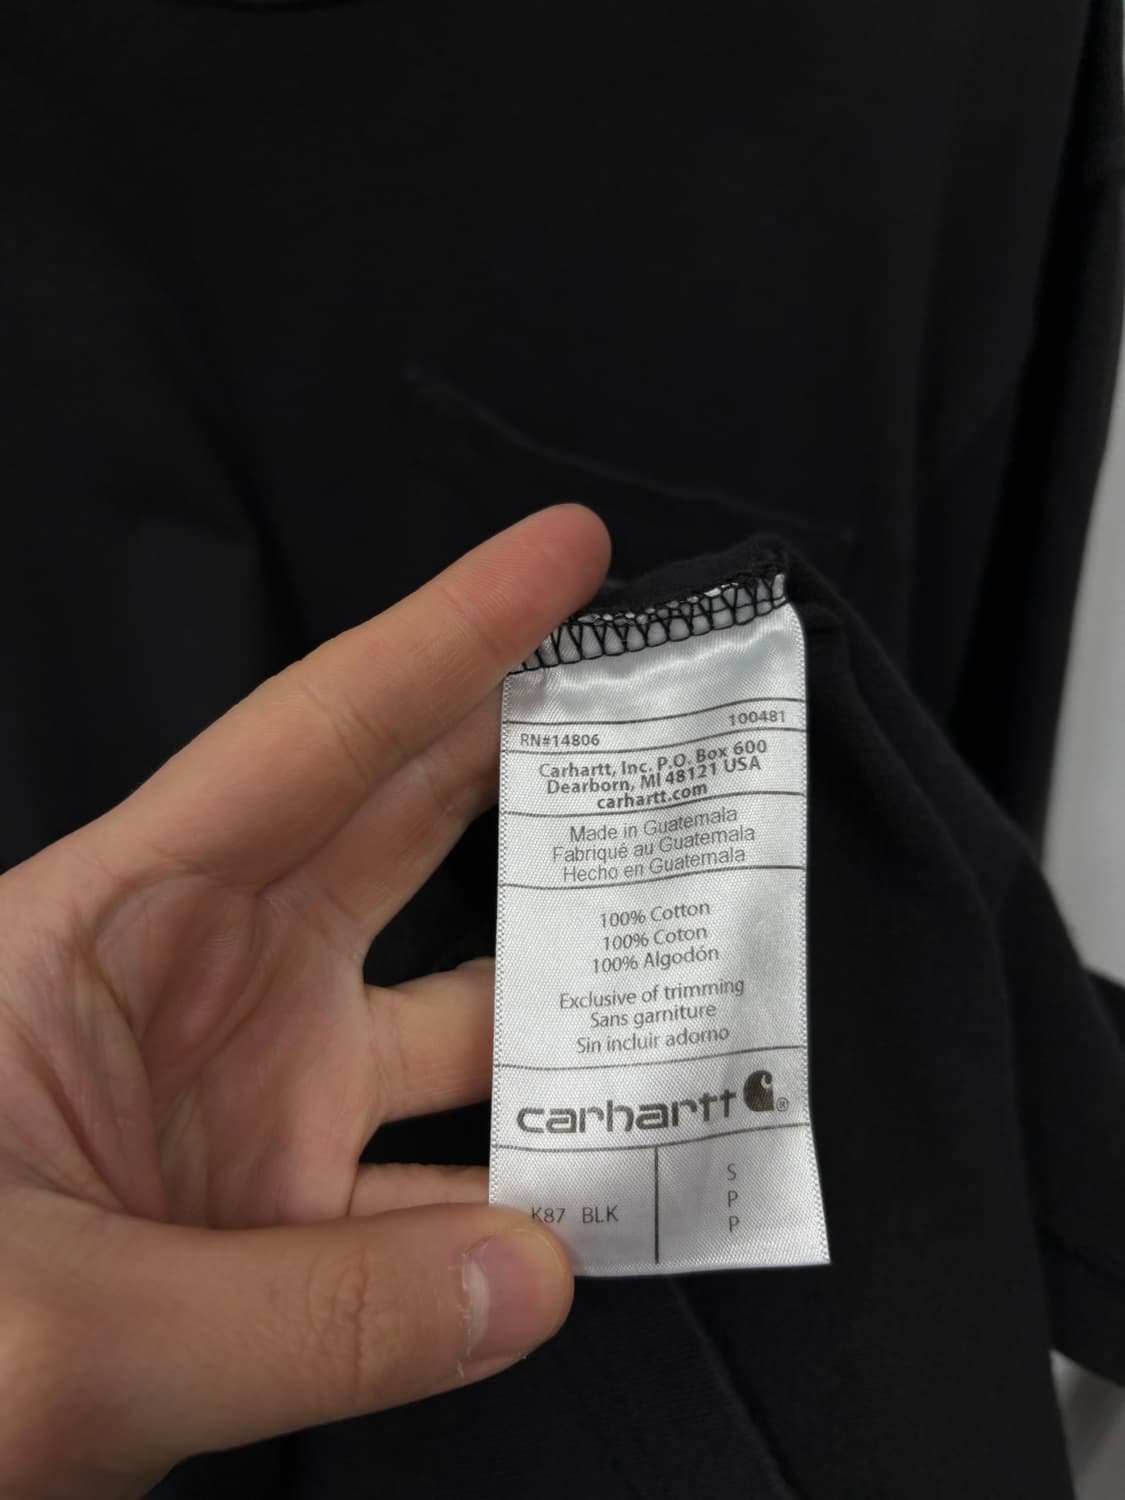 100481
RN#14806
Carhartt, Inc. P.O. Box 600
Dearborn, MI 48121 USA
carhartt.com
Made in Guatemala
Fabriqué au Guatemala
Hecho en Guatemala
100% Cotton
100% Coton
100% Algodón
Exclusive of trimming
Sans garniture
Sin incluir adorno
carhartt®
K87 BLK
S
P
P